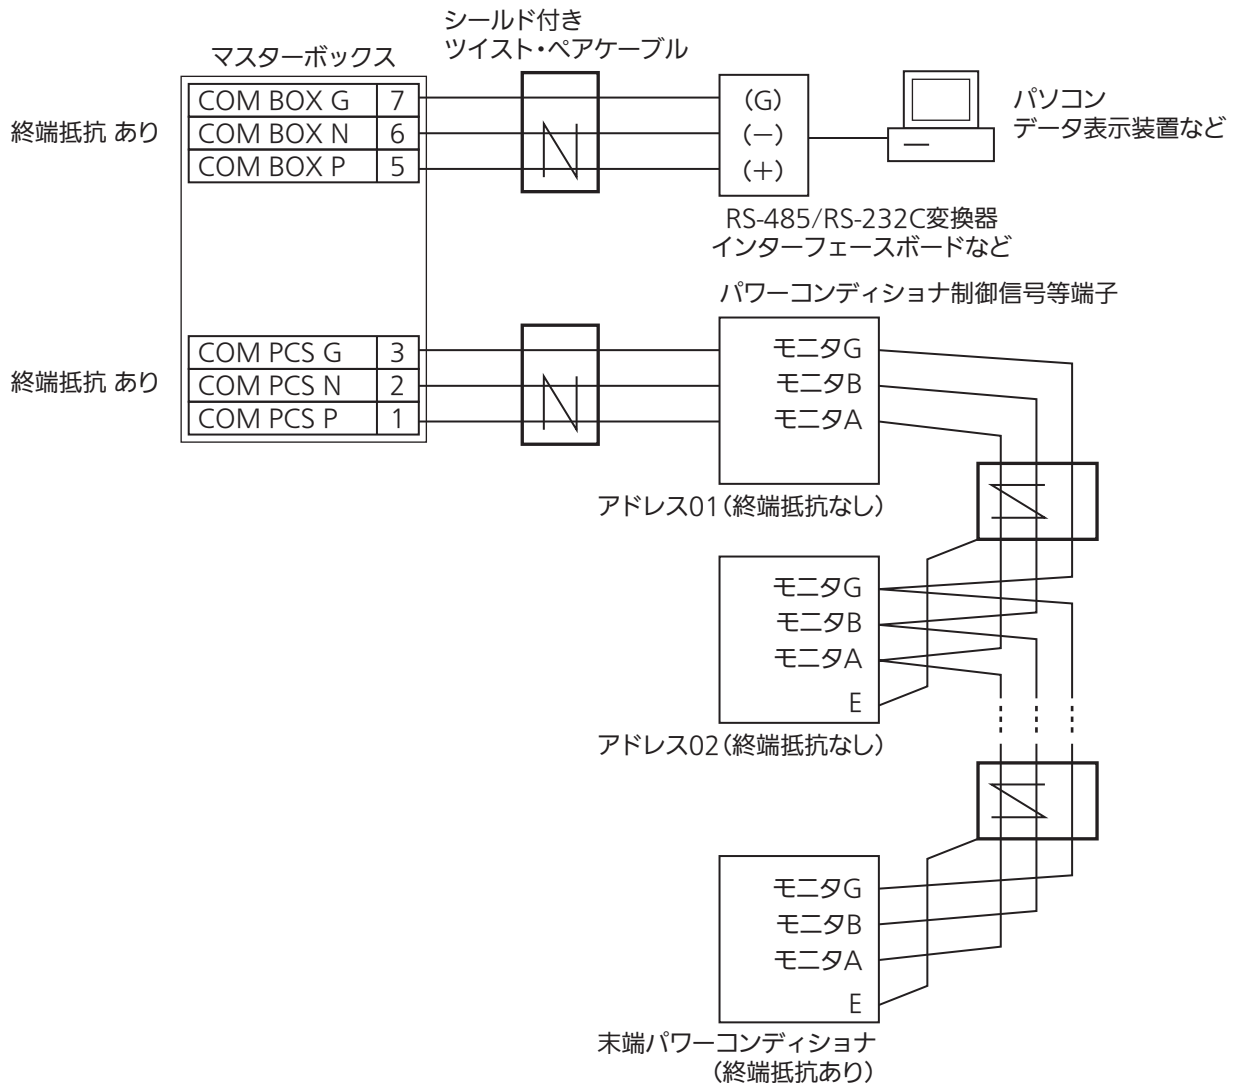 シールド付き
ツイスト・ペアケーブル
マスターボックス
終端抵抗 あり
COM BOX G 7
COM BOX N 6
COM BOX P 5
(G)
(−)
(+)
パソコン
データ表示装置など
RS-485/RS-232C変換器
インターフェースボードなど
パワーコンディショナ制御信号等端子
終端抵抗 あり
COM PCS G 3
COM PCS N 2
COM PCS P 1
モニタG
モニタB
モニタA
アドレス01(終端抵抗なし)
モニタG
モニタB
モニタA
E
アドレス02(終端抵抗なし)
モニタG
モニタB
モニタA
E
末端パワーコンディショナ
(終端抵抗あり)